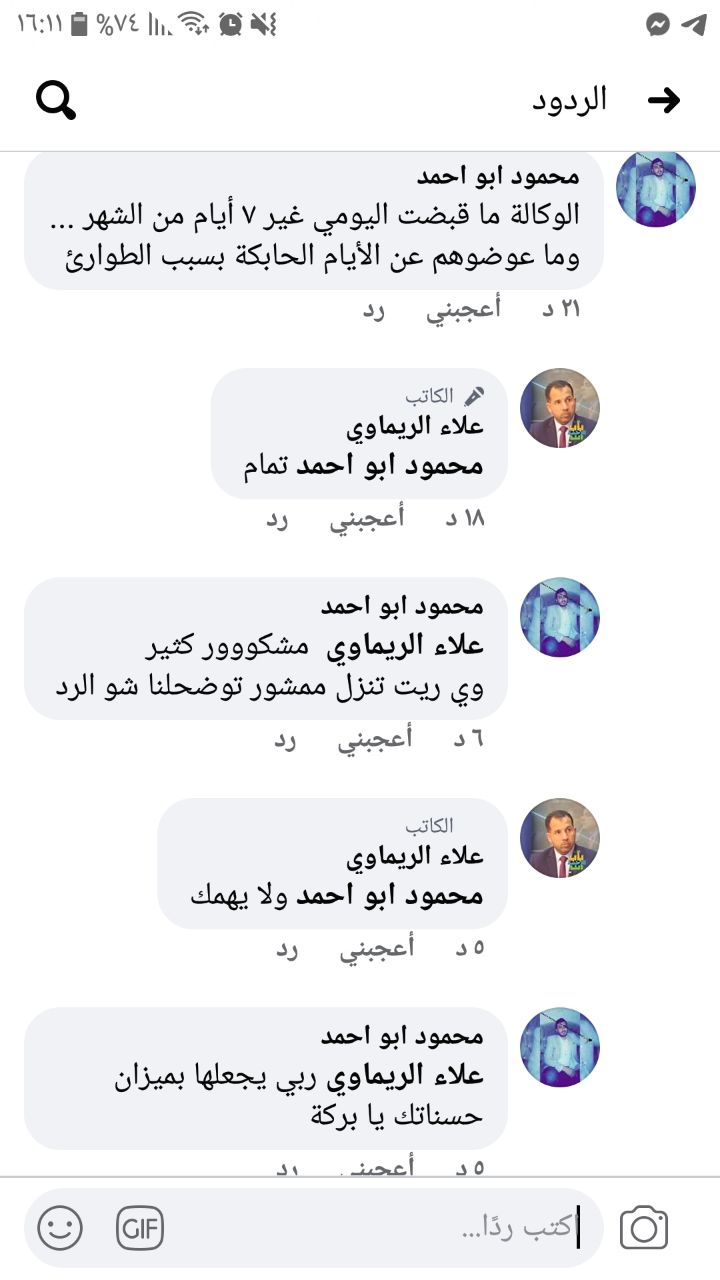 ١٦:١١ %٧٤
الردود
محمود ابو احمد
الوكالة ما قبضت اليومي غير ٧ أيام من الشهر ...
وما عوضوهم عن الأيام الحابكة بسبب الطوارئ
٢١ د أعجبني رد
الكاتب
علاء الريماوي
محمود ابو احمد تمام
١٨ د أعجبني رد
محمود ابو احمد
علاء الريماوي مشكووور كثير
وي ريت تنزل ممشور توضحلنا شو الرد
٦ د أعجبني رد
الكاتب
علاء الريماوي
محمود ابو احمد ولا يهمك
٥ د أعجبني رد
محمود ابو احمد
علاء الريماوي ربي يجعلها بميزان
حسناتك يا بركة
٥ د أعجبني رد
اكتب ردًا...
GIF